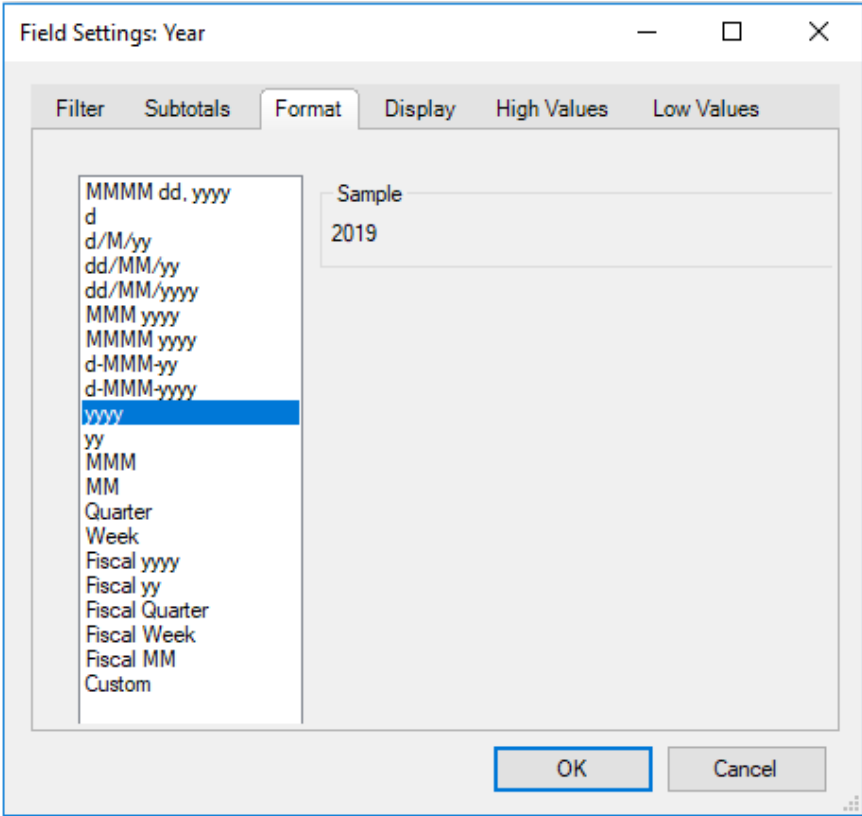 Field Settings: Year
Filter Subtotals Format Display High Values Low Values
MMMM dd, yyyy
d
d/M/yy
dd/MM/yy
dd/MM/yyyy
MMM yyyy
MMMM yyyy
d-MMM-yy
d-MMM-yyyy
yyyy
yy
MMM
MM
Quarter
Week
Fiscal yyyy
Fiscal yy
Fiscal Quarter
Fiscal Week
Fiscal MM
Custom
Sample
2019
OK Cancel